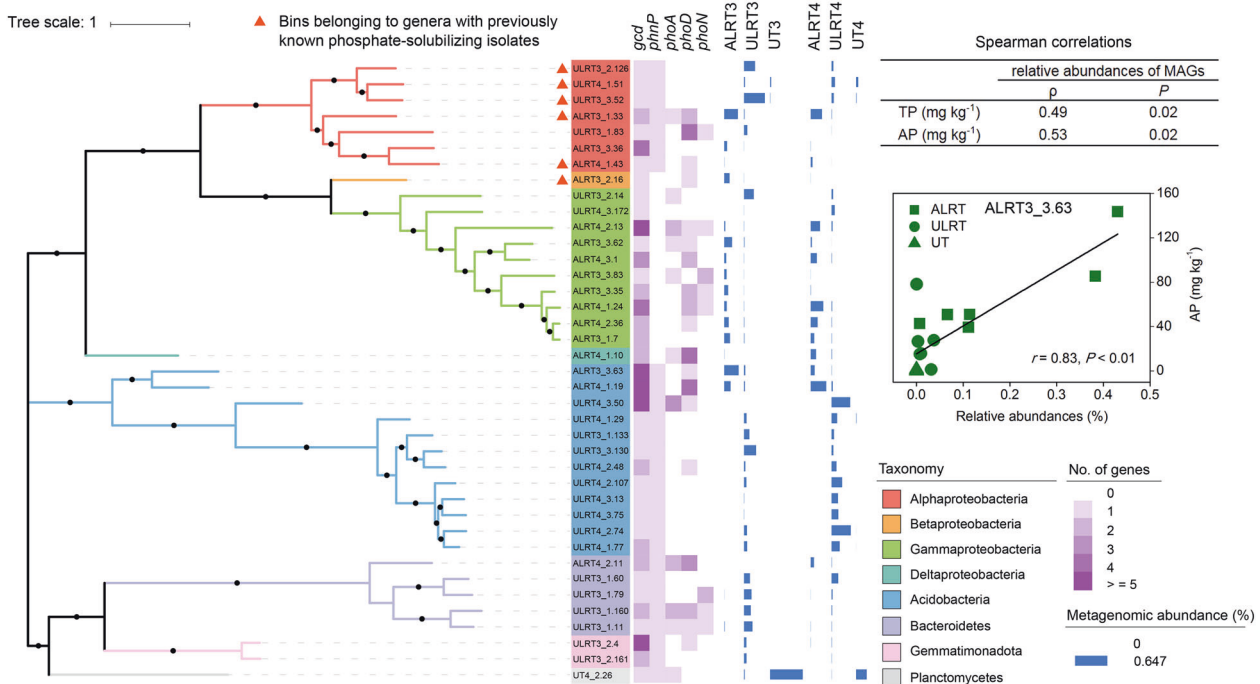 Tree scale: 1
Bins belonging to genera with previously
known phosphate-solubilizing isolates
gcd
phnP
phoA
phoD
phoN
ALRT3
ULRT3
UT3
ALRT4
ULRT4
UT4
ULRT3_2.126
ULRT4_1.51
ULRT3_3.52
ALRT3_1.33
ULRT3_1.83
ALRT3_3.36
ALRT4_1.43
ALRT3_2.16
ULRT3_2.14
ULRT4_3.172
ALRT4_2.13
ALRT3_3.62
ALRT4_3.1
ALRT3_3.83
ALRT3_3.35
ALRT4_1.24
ALRT4_2.36
ALRT3_1.7
ALRT4_1.10
ALRT3_3.63
ALRT4_1.19
ULRT4_3.50
ULRT4_1.29
ULRT3_1.133
ULRT3_3.130
ULRT4_2.48
ULRT4_2.107
ULRT4_3.13
ULRT4_3.75
ULRT4_2.74
ULRT4_1.77
ALRT4_2.11
ULRT3_1.60
ULRT3_1.79
ULRT3_1.160
ULRT3_1.11
ULRT3_2.4
ULRT3_2.161
UT4_2.26
Spearman correlations
relative abundances of MAGs
ρ P
TP (mg kg⁻¹) 0.49 0.02
AP (mg kg⁻¹) 0.53 0.02
ALRT ALRT3_3.63
ULRT
UT
160
120
80
40
0
AP (mg kg⁻¹)
r = 0.83, P < 0.01
0.0 0.1 0.2 0.3 0.4 0.5
Relative abundances (%)
Taxonomy
Alphaproteobacteria
Betaproteobacteria
Gammaproteobacteria
Deltaproteobacteria
Acidobacteria
Bacteroidetes
Gemmatimonadota
Planctomycetes
No. of genes
0
1
2
3
4
> = 5
Metagenomic abundance (%)
0
0.647